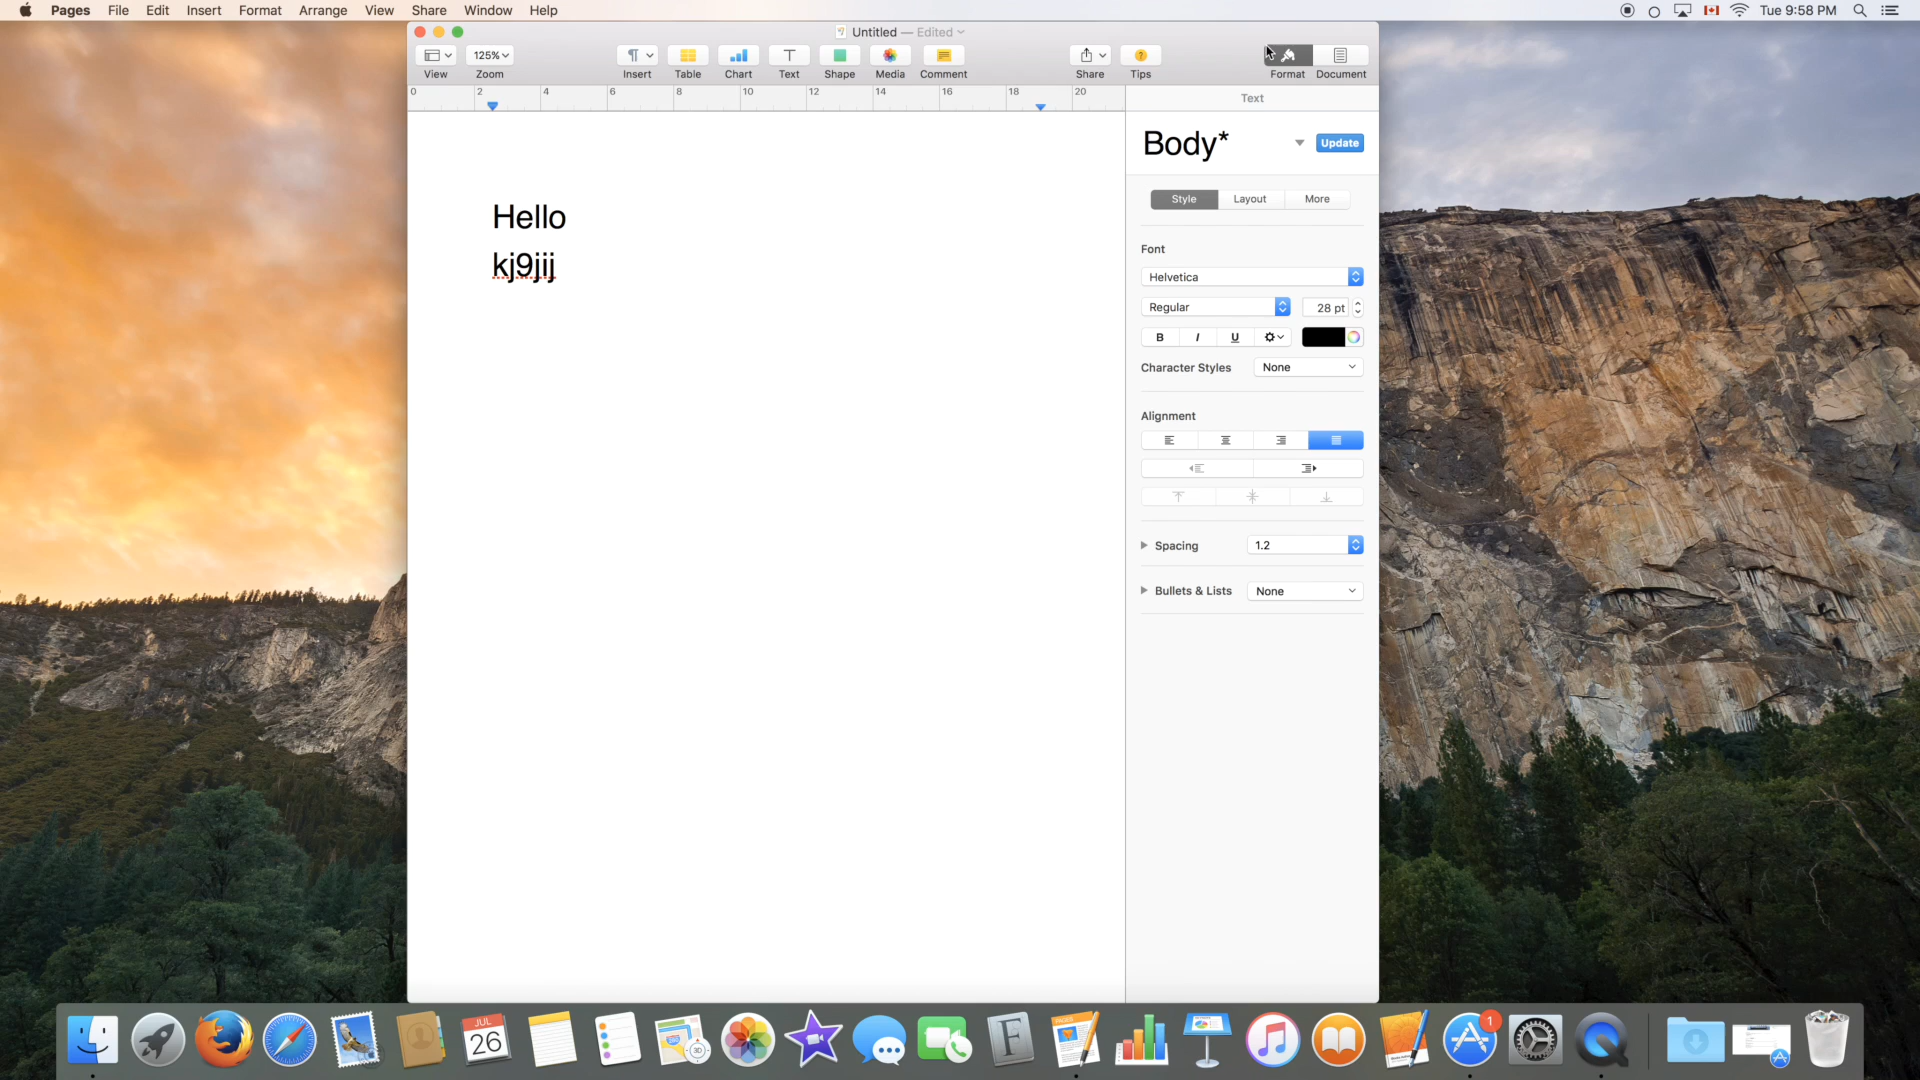 Pages File Edit Insert Format Arrange View Share Window Help Tue 9:58 PM
Untitled — Edited
125%
View Zoom Insert Table Chart Text Shape Media Comment Share Tips Format Document
0 2 4 6 8 10 12 14 16 18 20
Text
Body* Update
Style Layout More
Hello
kj9jij
Font
Helvetica
Regular 28 pt
B I U
Character Styles None
Alignment
Spacing 1.2
Bullets & Lists None
JUL
26
3D
PAGES
1